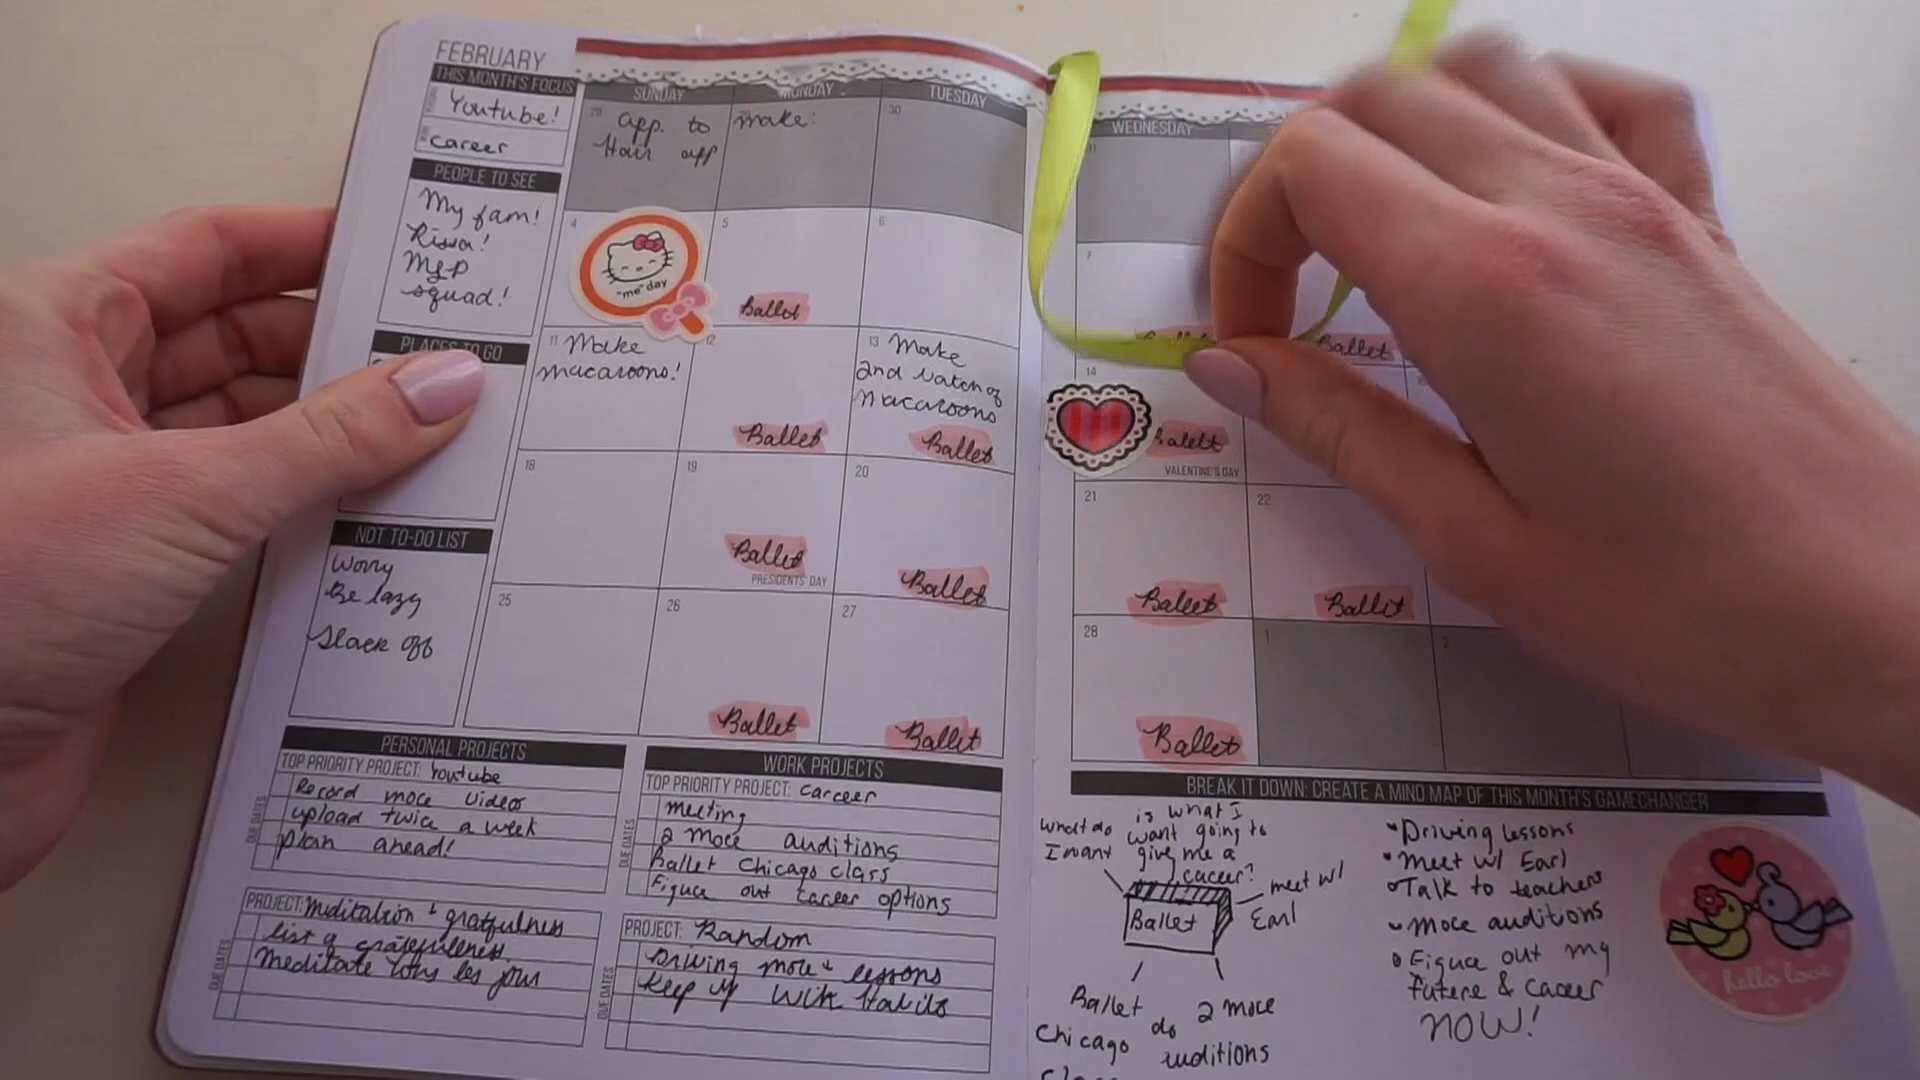 FEBRUARY
THIS MONTH'S FOCUS
Youtube!
career
PEOPLE TO SEE
My fam!
Rissa!
squad!
PLACES TO GO
NOT TO-DO LIST
Worry
Be lazy
Slack off
SUNDAY
MONDAY
TUESDAY
WEDNESDAY
28
app. to
Hair app
make:
30
31
4
"me" day
5
Ballet
6
7
Ballet
11
Make
macaroons!
12
Ballet
13
Make
2nd batch of
Macaroons
Ballet
14
Balelt
VALENTINE'S DAY
18
19
Ballet
PRESIDENTS' DAY
20
Ballet
21
Ballet
22
Ballet
25
26
Ballet
27
Ballet
28
Ballet
1
2
PERSONAL PROJECTS
TOP PRIORITY PROJECT: Youtube
DUE DATES
Record more videos
upload twice a week
plan ahead!
PROJECT: Meditation + gratfulness
DUE DATES
list of gratefulness
Meditate tous les jour
WORK PROJECTS
TOP PRIORITY PROJECT: career
DUE DATES
meeting
2 more auditions
Ballet Chicago class
Figure out career options
PROJECT: Random
DUE DATES
Driving more + lessons
keep up with habits
BREAK IT DOWN: CREATE A MIND MAP OF THIS MONTH'S GAMECHANGER
What do
I want
is what I
want going to
give me a
career?
meet w/
Earl
Ballet
Ballet
Chicago
do 2 more
auditions
Driving lessons
Meet w/ Earl
Talk to teachers
More auditions
Figure out my
future & career
NOW!
hello love